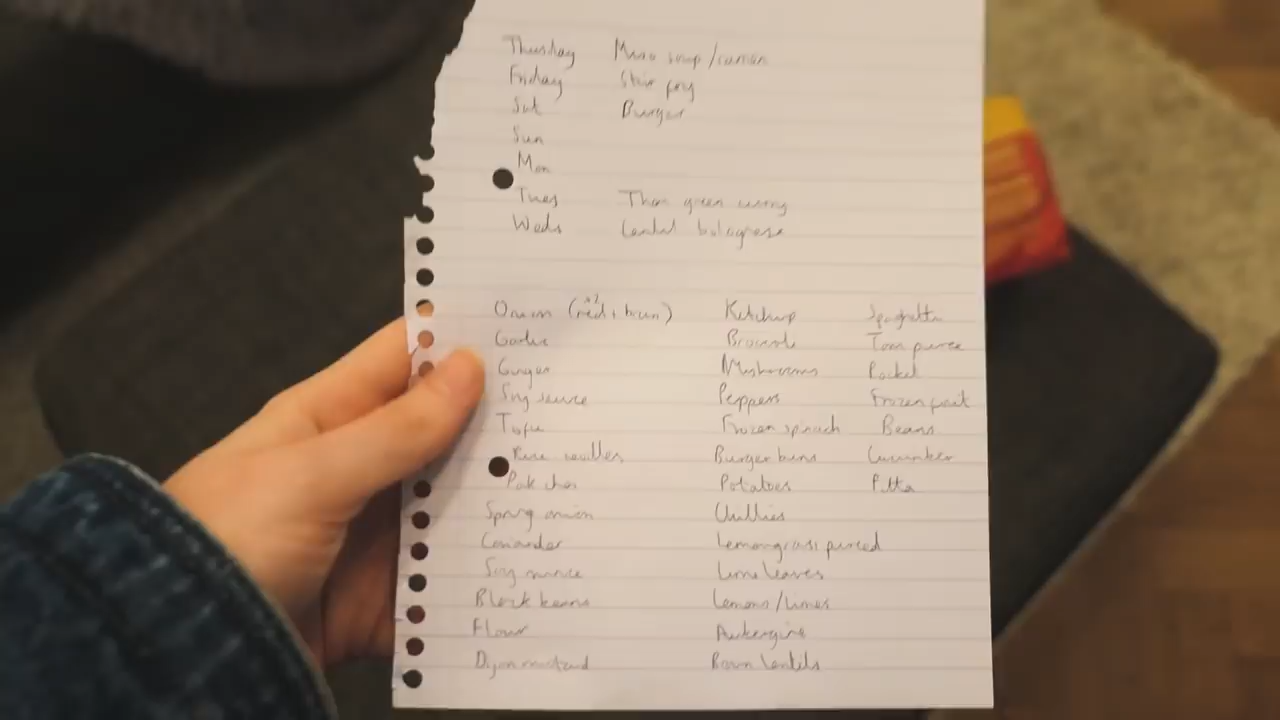 Thursday Miso soup/ramen
Friday Stir fry
Sat Burger
Sun
Mon
Tues Thai green curry
Weds Lentil bolognese
Onion (x2 red + brown) Ketchup Spaghetti
Garlic Broccoli Tom puree
Ginger Mushrooms Rocket
Soy sauce Peppers Frozen fruit
Tofu Frozen spinach Beans
Rice noodles Burger buns Cucumber
Pak choi Potatoes Pitta
Spring onion Chillies
Coriander Lemongrass pureed
Soy mince Lime leaves
Black beans Lemons/limes
Flour Aubergine
Dijon mustard Brown lentils